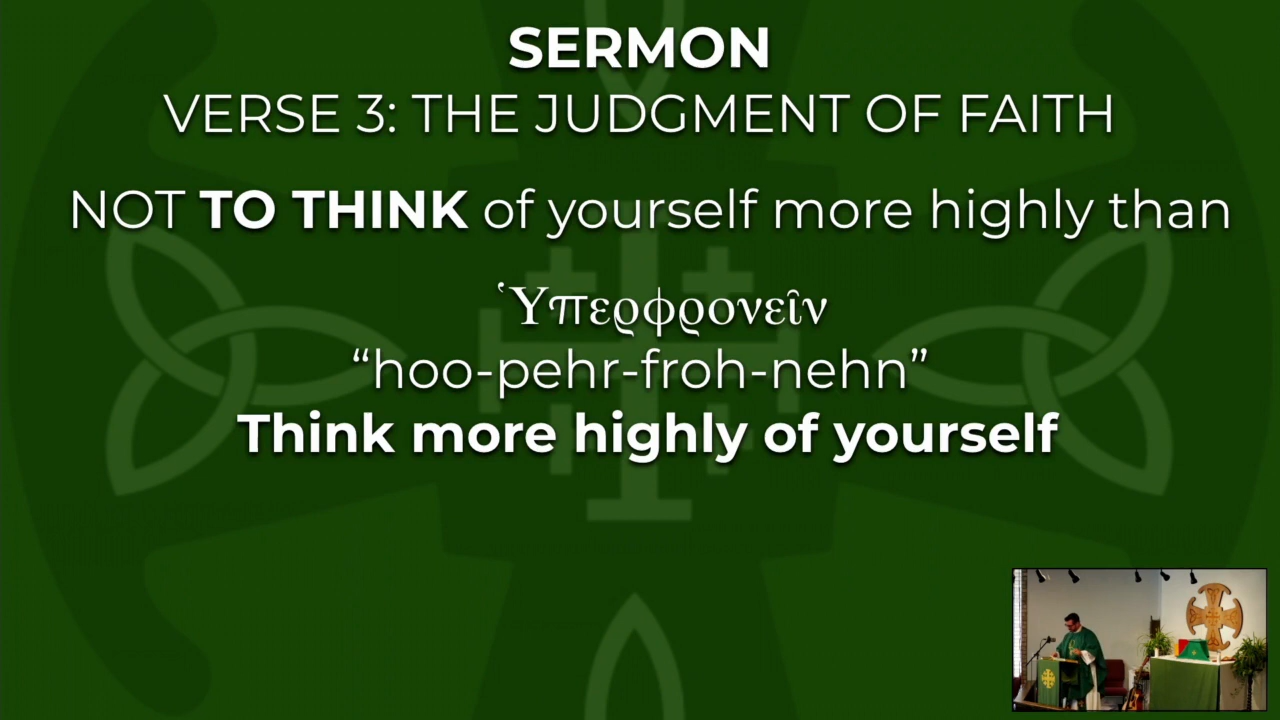 SERMON
VERSE 3: THE JUDGMENT OF FAITH
NOT TO THINK of yourself more highly than
Ὑπερφρονεῖν
“hoo-pehr-froh-nehn”
Think more highly of yourself